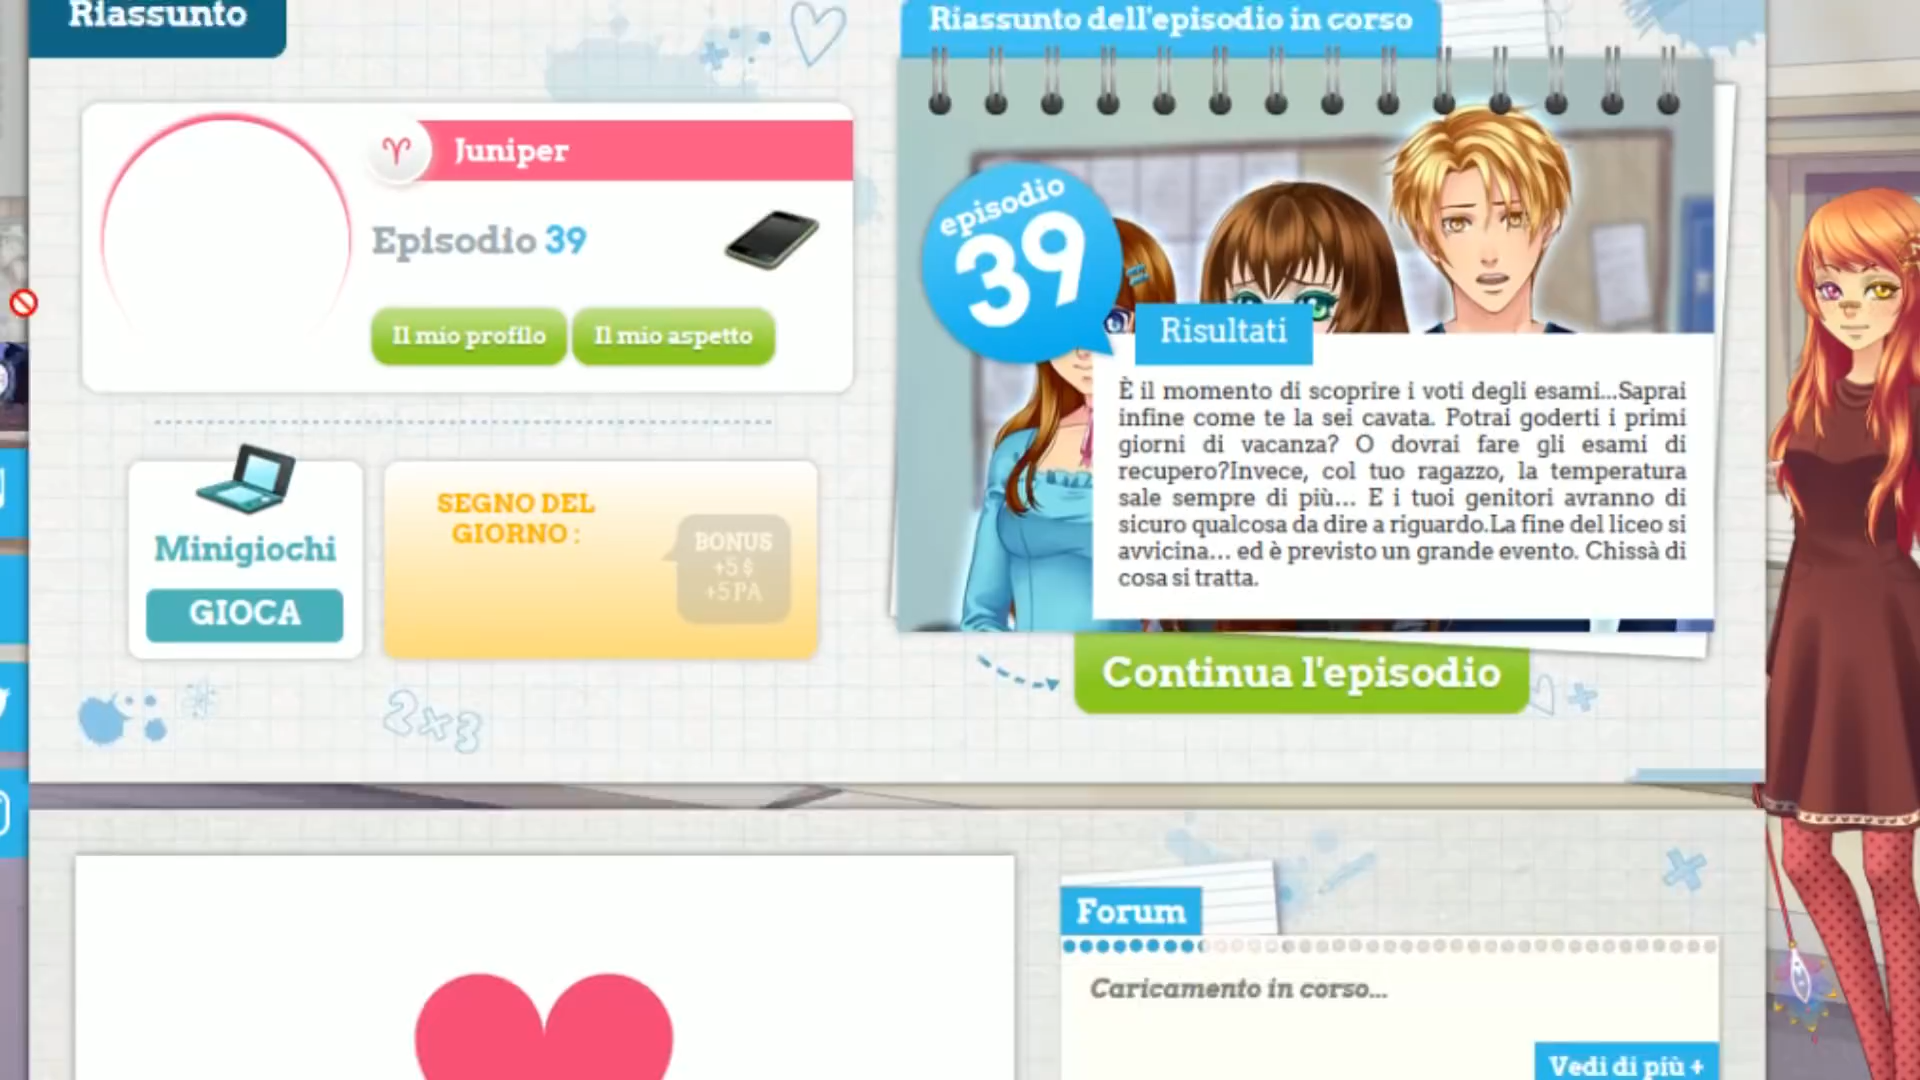 Riassunto
Juniper
Episodio 39
Il mio profilo
Il mio aspetto
Minigiochi
GIOCA
SEGNO DEL
GIORNO :
BONUS
+5 $
+5 PA
2x3
Riassunto dell'episodio in corso
episodio
39
Risultati
È il momento di scoprire i voti degli esami...Saprai
infine come te la sei cavata. Potrai goderti i primi
giorni di vacanza? O dovrai fare gli esami di
recupero?Invece, col tuo ragazzo, la temperatura
sale sempre di più... E i tuoi genitori avranno di
sicuro qualcosa da dire a riguardo.La fine del liceo si
avvicina... ed è previsto un grande evento. Chissà di
cosa si tratta.
Continua l'episodio
Forum
Caricamento in corso...
Vedi di più +